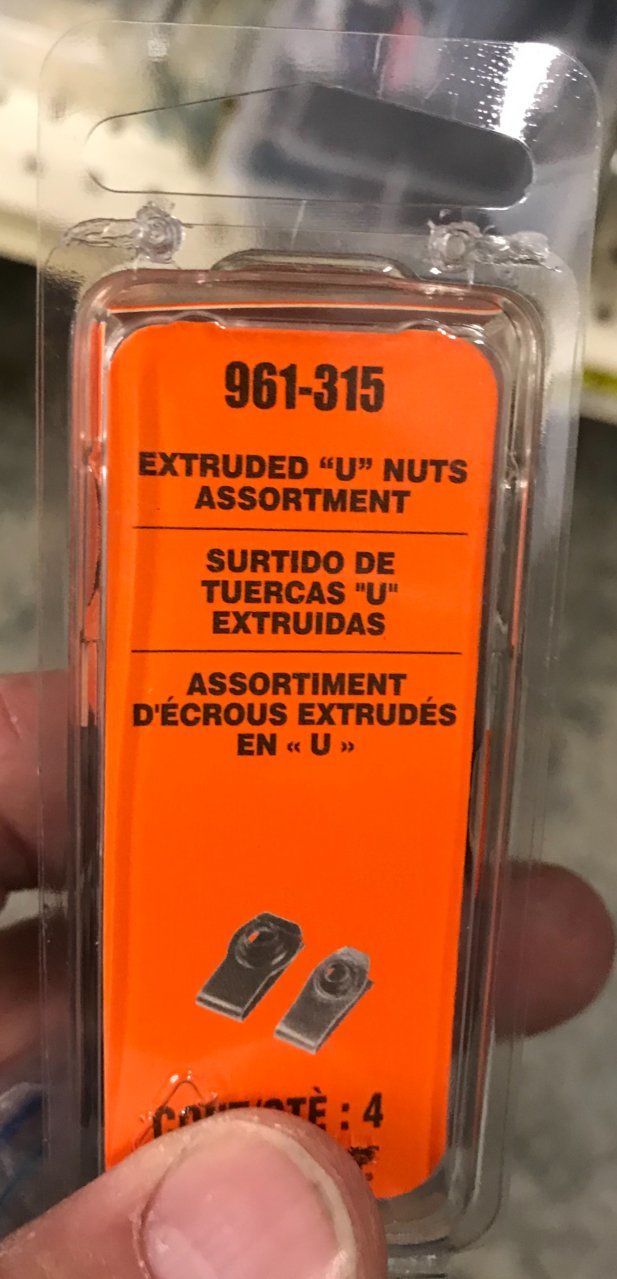 961-315
EXTRUDED “U” NUTS
ASSORTMENT
SURTIDO DE
TUERCAS "U"
EXTRUIDAS
ASSORTIMENT
D'ÉCROUS EXTRUDÉS
EN « U »
: 4